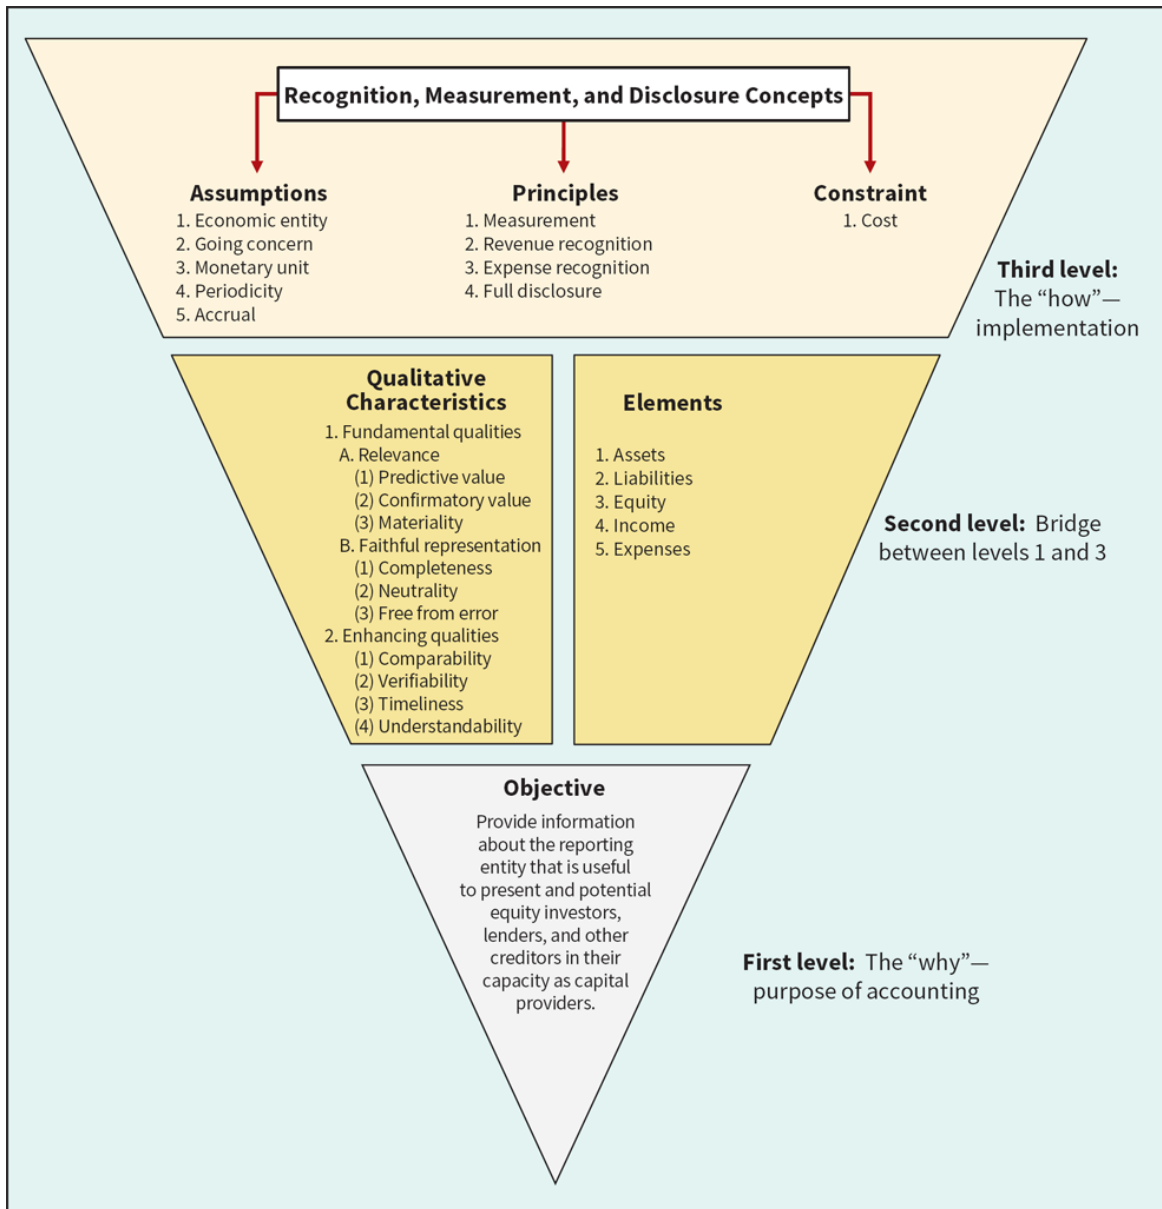 Recognition, Measurement, and Disclosure Concepts
Assumptions
1. Economic entity
2. Going concern
3. Monetary unit
4. Periodicity
5. Accrual
Principles
1. Measurement
2. Revenue recognition
3. Expense recognition
4. Full disclosure
Constraint
1. Cost
Third level:
The “how”—
implementation
Qualitative
Characteristics
1. Fundamental qualities
A. Relevance
(1) Predictive value
(2) Confirmatory value
(3) Materiality
B. Faithful representation
(1) Completeness
(2) Neutrality
(3) Free from error
2. Enhancing qualities
(1) Comparability
(2) Verifiability
(3) Timeliness
(4) Understandability
Elements
1. Assets
2. Liabilities
3. Equity
4. Income
5. Expenses
Second level: Bridge
between levels 1 and 3
Objective
Provide information
about the reporting
entity that is useful
to present and potential
equity investors,
lenders, and other
creditors in their
capacity as capital
providers.
First level: The “why”—
purpose of accounting